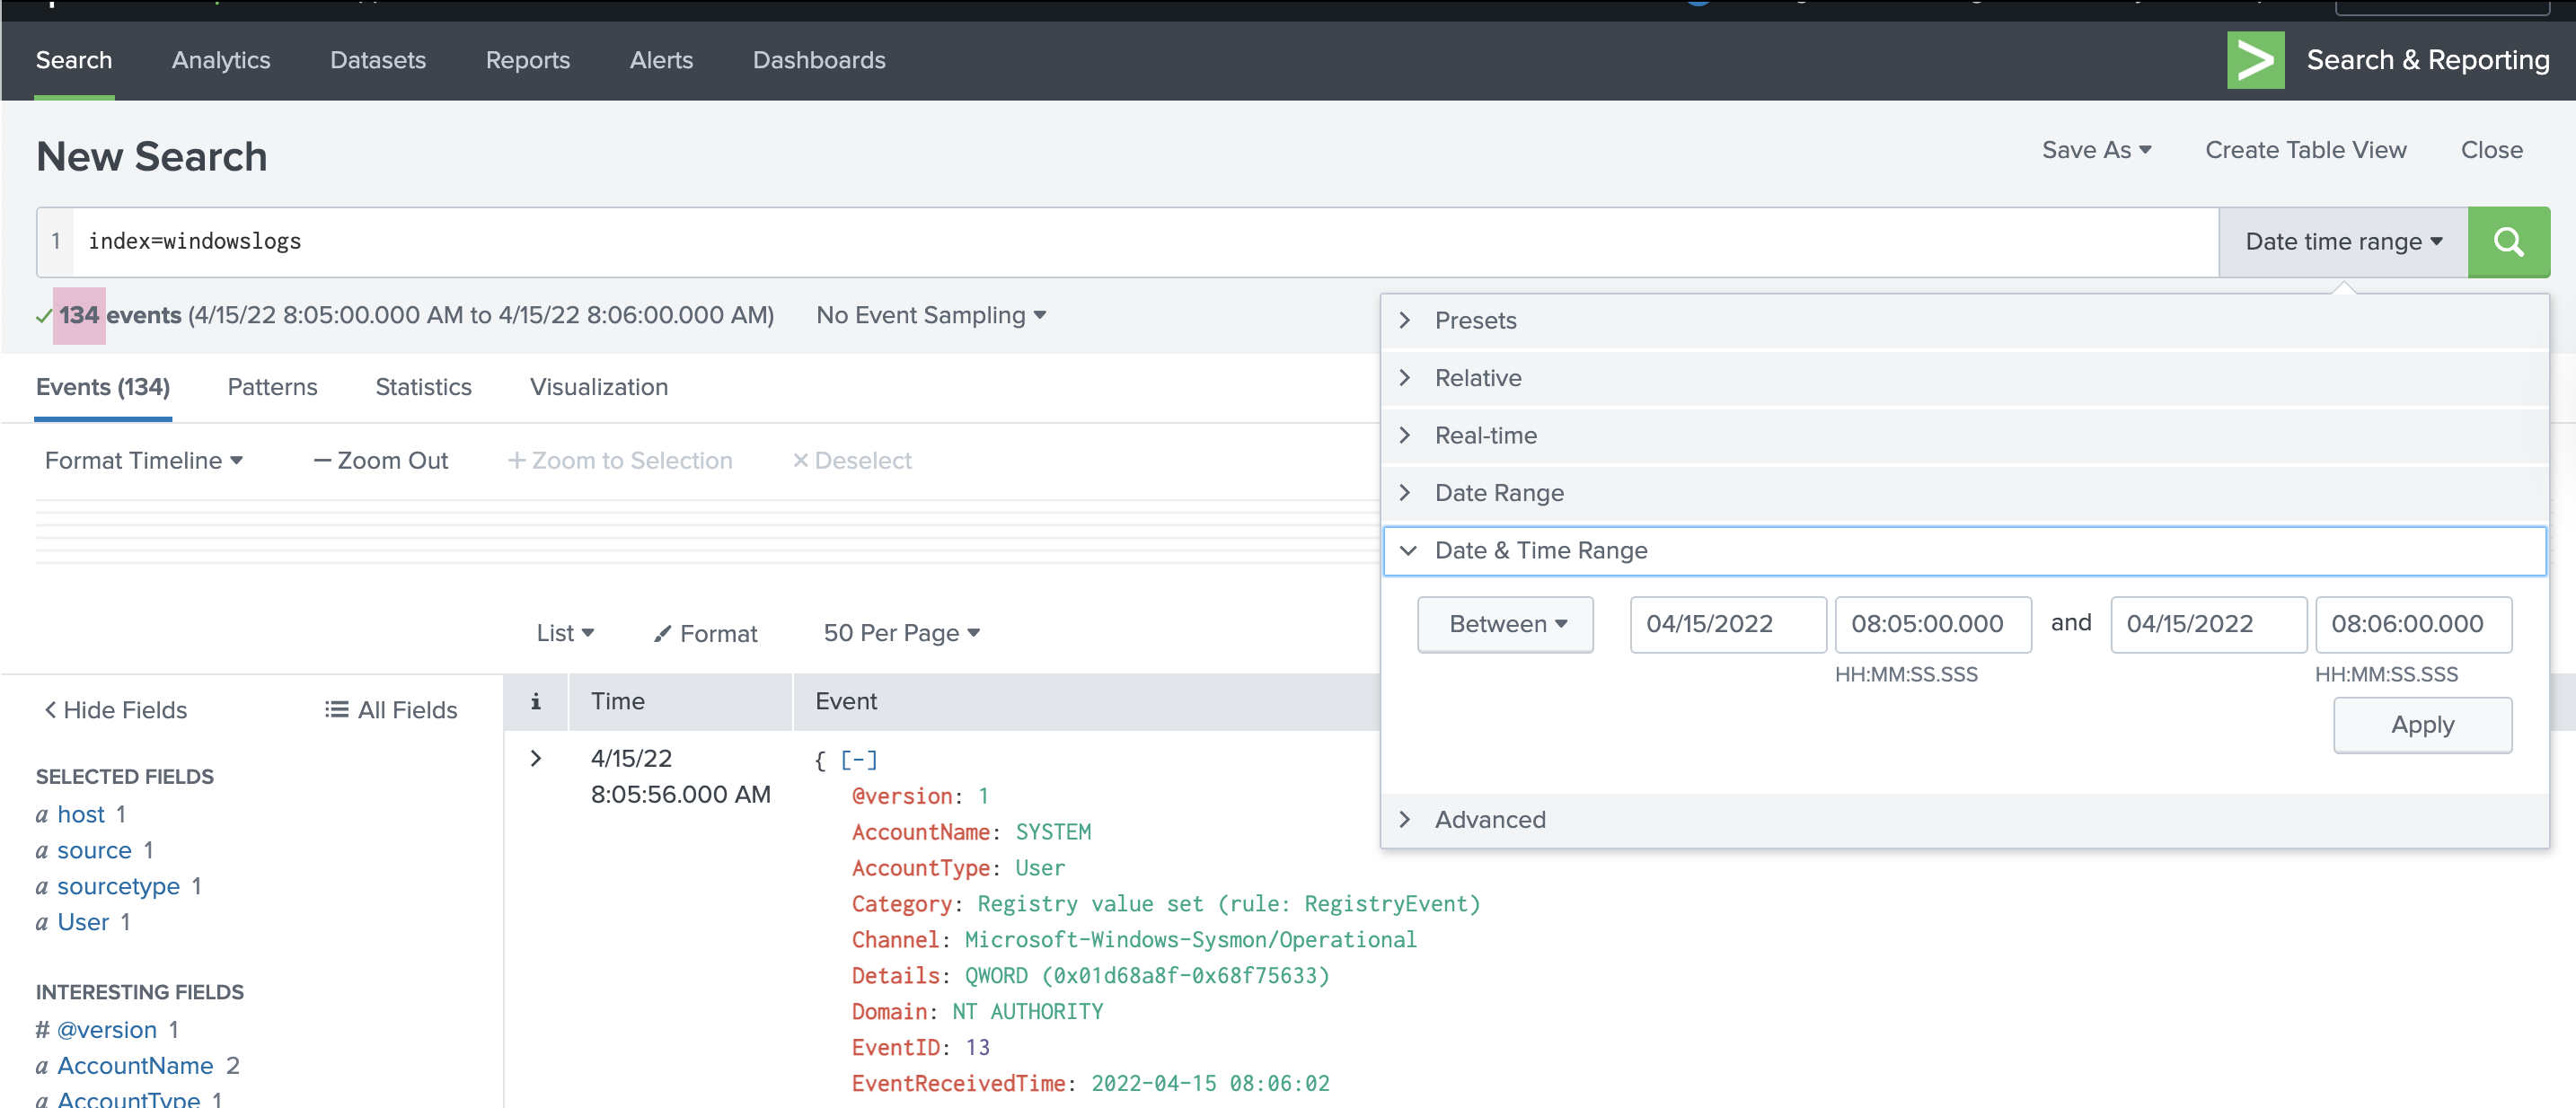 Search Analytics Datasets Reports Alerts Dashboards Search & Reporting
New Search
Save As Create Table View Close
1 index=windowslogs Date time range
134 events (4/15/22 8:05:00.000 AM to 4/15/22 8:06:00.000 AM) No Event Sampling
Events (134) Patterns Statistics Visualization
Format Timeline — Zoom Out + Zoom to Selection × Deselect
Presets
Relative
Real-time
Date Range
Date & Time Range
Between 04/15/2022 08:05:00.000 and 04/15/2022 08:06:00.000
HH:MM:SS.SSS HH:MM:SS.SSS
Apply
Advanced
List Format 50 Per Page
Hide Fields All Fields
SELECTED FIELDS
a host 1
a source 1
a sourcetype 1
a User 1
INTERESTING FIELDS
# @version 1
a AccountName 2
a AccountType 1
i Time Event
4/15/22
8:05:56.000 AM
{ [-]
@version: 1
AccountName: SYSTEM
AccountType: User
Category: Registry value set (rule: RegistryEvent)
Channel: Microsoft-Windows-Sysmon/Operational
Details: QWORD (0x01d68a8f-0x68f75633)
Domain: NT AUTHORITY
EventID: 13
EventReceivedTime: 2022-04-15 08:06:02